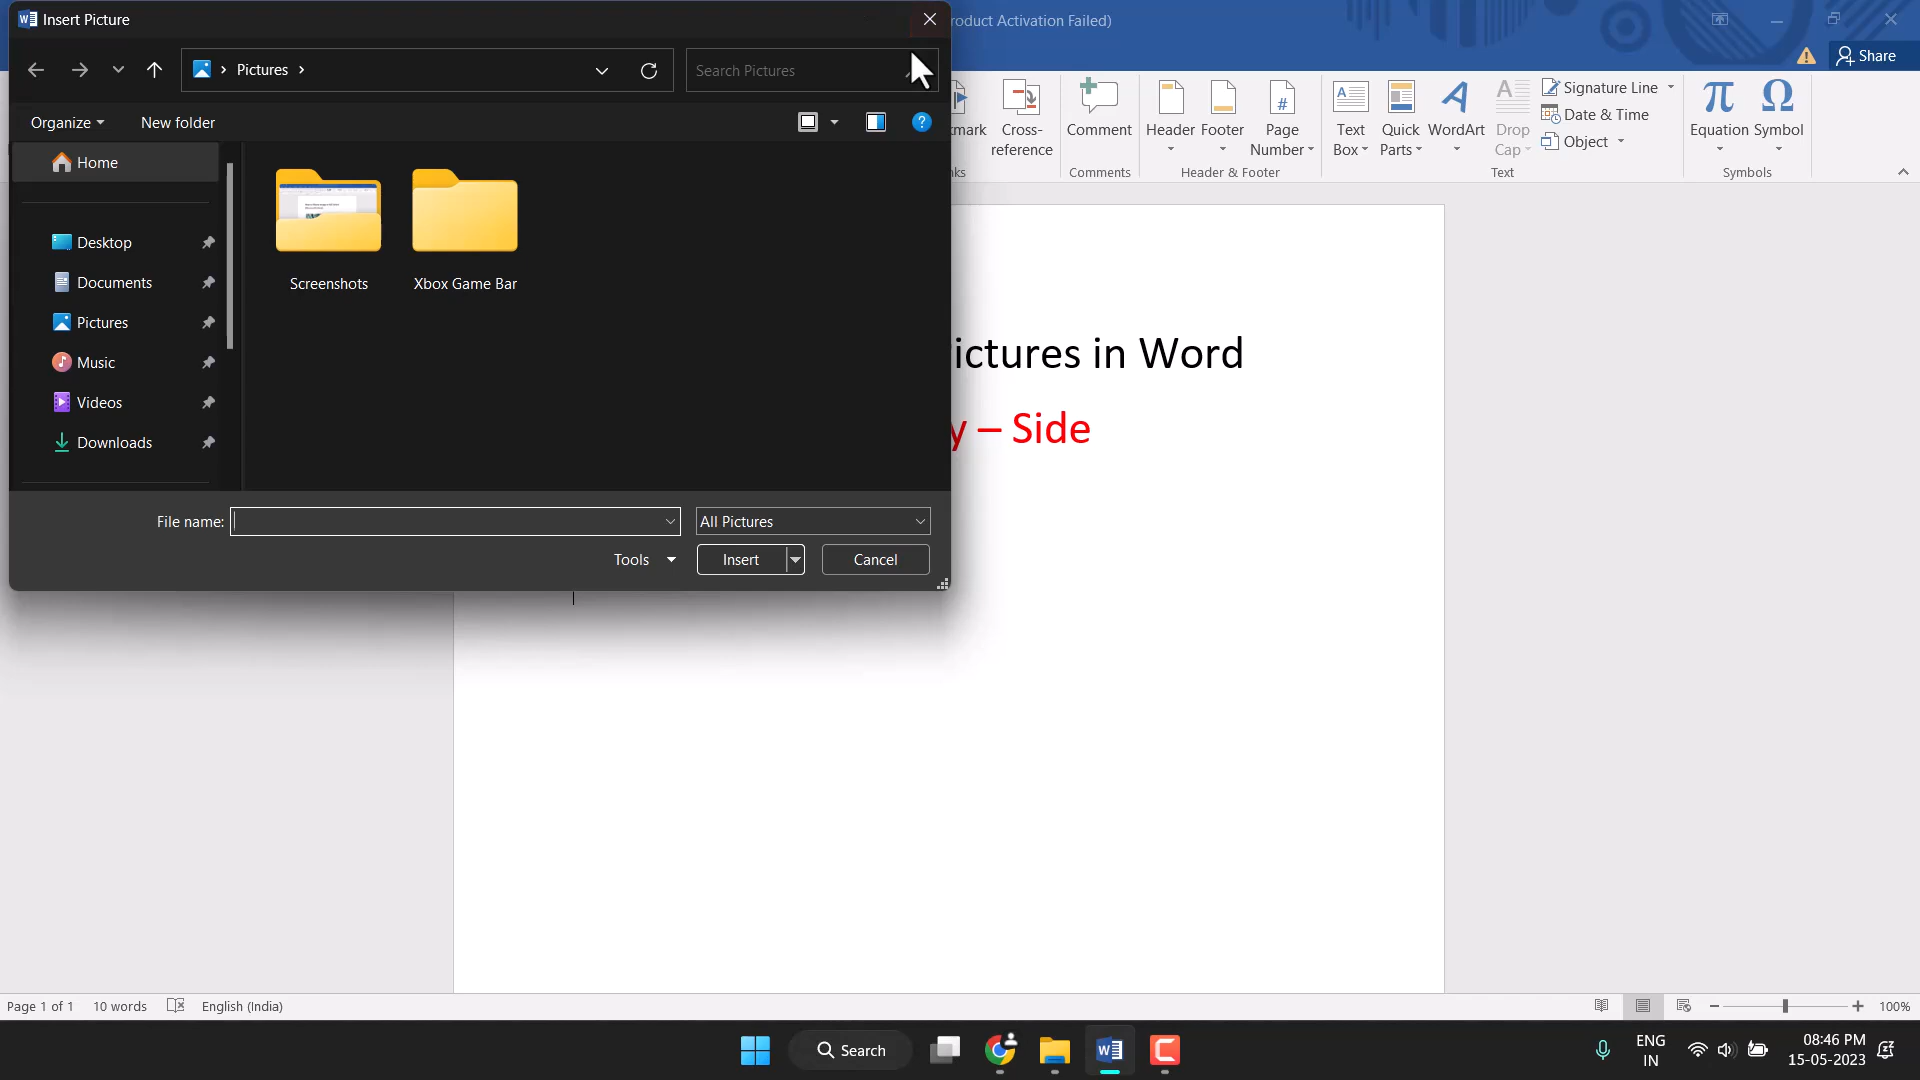 Insert Picture
roduct Activation Failed)
Share
Pictures
Search Pictures
Organize
New folder
Home
Desktop
Documents
Pictures
Music
Videos
Downloads
Screenshots
Xbox Game Bar
File name:
All Pictures
Tools
Insert
Cancel
mark
Cross-
reference
Comment
Header
Footer
Page
Number
Text
Box
Quick
Parts
WordArt
Drop
Cap
Signature Line
Date & Time
Object
Equation
Symbol
ks
Comments
Header & Footer
Text
Symbols
ictures in Word
y – Side
Page 1 of 1
10 words
English (India)
100%
Search
ENG
IN
08:46 PM
15-05-2023